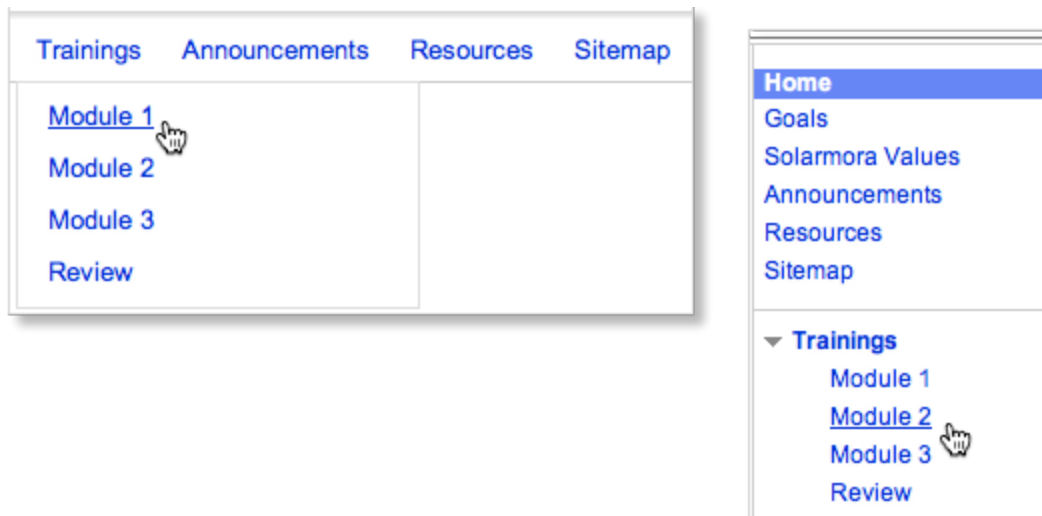 Trainings Announcements Resources Sitemap
Module 1
Module 2
Module 3
Review
Home
Goals
Solarmora Values
Announcements
Resources
Sitemap
Trainings
Module 1
Module 2
Module 3
Review